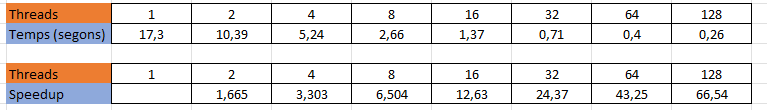 Threads 1 2 4 8 16 32 64 128
Temps (segons) 17,3 10,39 5,24 2,66 1,37 0,71 0,4 0,26
Threads 1 2 4 8 16 32 64 128
Speedup 1,665 3,303 6,504 12,63 24,37 43,25 66,54